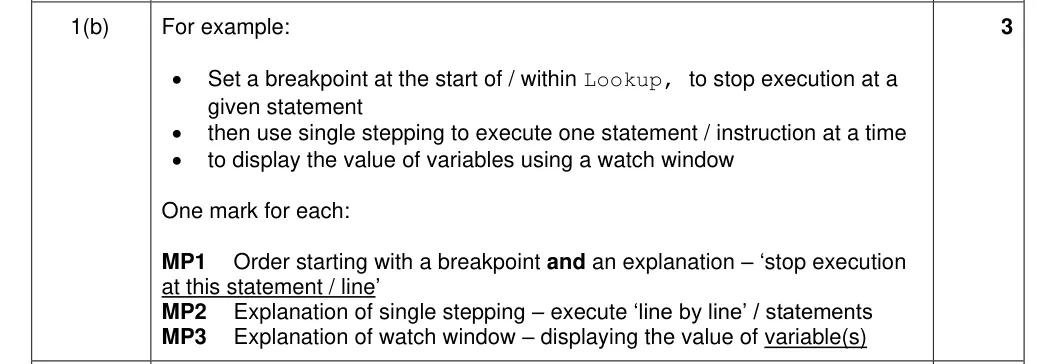 1(b) For example: 3
• Set a breakpoint at the start of / within Lookup, to stop execution at a
given statement
• then use single stepping to execute one statement / instruction at a time
• to display the value of variables using a watch window
One mark for each:
MP1 Order starting with a breakpoint and an explanation – ‘stop execution
at this statement / line’
MP2 Explanation of single stepping – execute ‘line by line’ / statements
MP3 Explanation of watch window – displaying the value of variable(s)